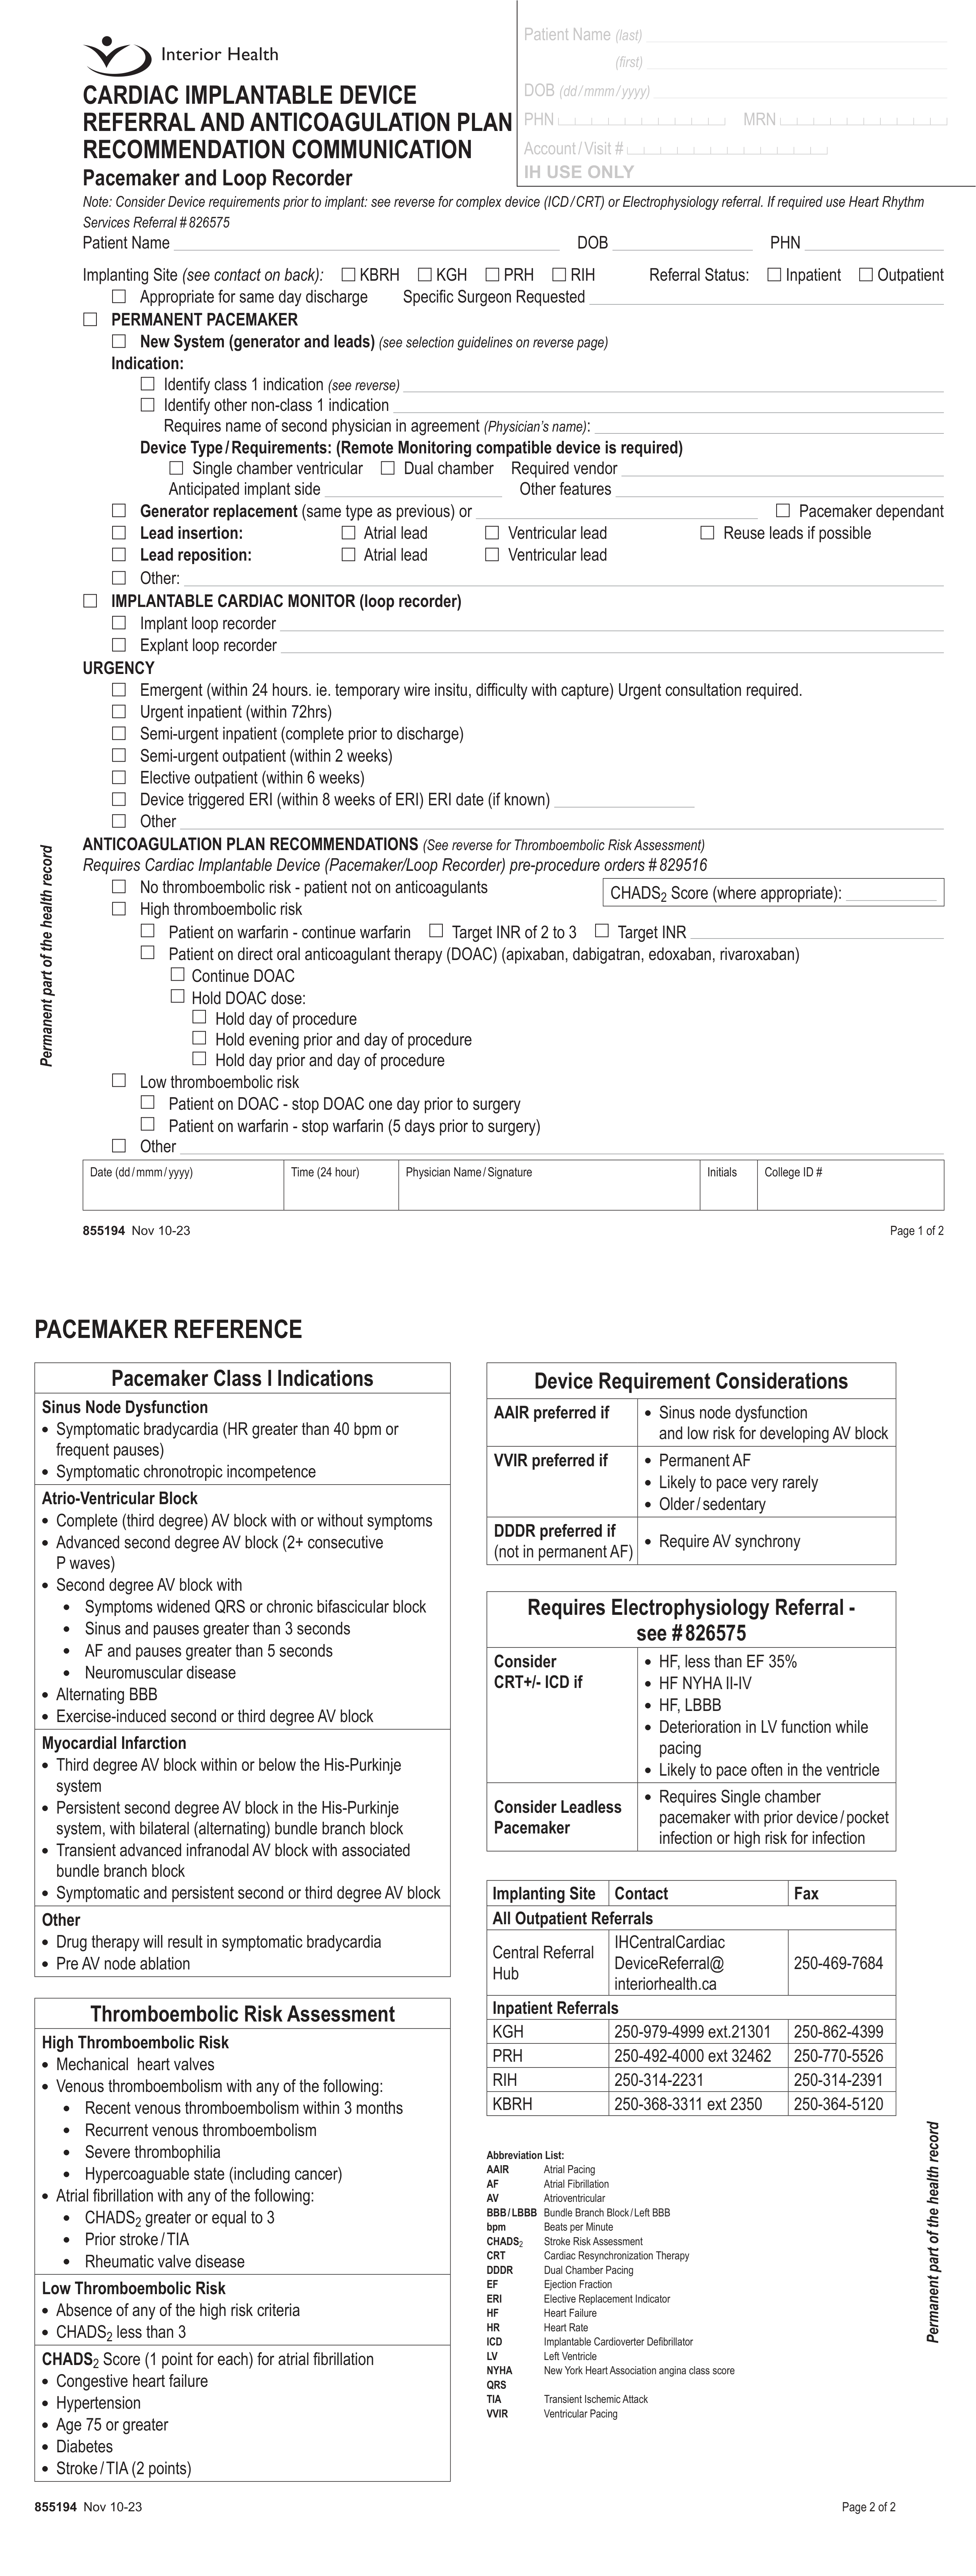 Interior Health
CARDIAC IMPLANTABLE DEVICE
REFERRAL AND ANTICOAGULATION PLAN
RECOMMENDATION COMMUNICATION
Pacemaker and Loop Recorder
Patient Name (last)
(first)
DOB (dd/mmm/yyyy)
PHN MRN
Account/Visit #
IH USE ONLY
Note: Consider Device requirements prior to implant: see reverse for complex device (ICD/CRT) or Electrophysiology referral. If required use Heart Rhythm
Services Referral #826575
Patient Name DOB PHN
Implanting Site (see contact on back): ☐ KBRH ☐ KGH ☐ PRH ☐ RIH Referral Status: ☐ Inpatient ☐ Outpatient
☐ Appropriate for same day discharge Specific Surgeon Requested
☐ PERMANENT PACEMAKER
☐ New System (generator and leads) (see selection guidelines on reverse page)
Indication:
☐ Identify class 1 indication (see reverse)
☐ Identify other non-class 1 indication
Requires name of second physician in agreement (Physician's name):
Device Type/Requirements: (Remote Monitoring compatible device is required)
☐ Single chamber ventricular ☐ Dual chamber Required vendor
Anticipated implant side Other features
☐ Generator replacement (same type as previous) or ☐ Pacemaker dependant
☐ Lead insertion: ☐ Atrial lead ☐ Ventricular lead ☐ Reuse leads if possible
☐ Lead reposition: ☐ Atrial lead ☐ Ventricular lead
☐ Other:
☐ IMPLANTABLE CARDIAC MONITOR (loop recorder)
☐ Implant loop recorder
☐ Explant loop recorder
URGENCY
☐ Emergent (within 24 hours. ie. temporary wire insitu, difficulty with capture) Urgent consultation required.
☐ Urgent inpatient (within 72hrs)
☐ Semi-urgent inpatient (complete prior to discharge)
☐ Semi-urgent outpatient (within 2 weeks)
☐ Elective outpatient (within 6 weeks)
☐ Device triggered ERI (within 8 weeks of ERI) ERI date (if known)
☐ Other
ANTICOAGULATION PLAN RECOMMENDATIONS (See reverse for Thromboembolic Risk Assessment)
Requires Cardiac Implantable Device (Pacemaker/Loop Recorder) pre-procedure orders #829516
☐ No thromboembolic risk - patient not on anticoagulants
CHADS2 Score (where appropriate):
☐ High thromboembolic risk
☐ Patient on warfarin - continue warfarin ☐ Target INR of 2 to 3 ☐ Target INR
☐ Patient on direct oral anticoagulant therapy (DOAC) (apixaban, dabigatran, edoxaban, rivaroxaban)
☐ Continue DOAC
☐ Hold DOAC dose:
☐ Hold day of procedure
☐ Hold evening prior and day of procedure
☐ Hold day prior and day of procedure
☐ Low thromboembolic risk
☐ Patient on DOAC - stop DOAC one day prior to surgery
☐ Patient on warfarin - stop warfarin (5 days prior to surgery)
☐ Other
Date (dd/mmm/yyyy) Time (24 hour) Physician Name/Signature Initials College ID #
Permanent part of the health record
855194 Nov 10-23 Page 1 of 2
PACEMAKER REFERENCE
Pacemaker Class I Indications
Sinus Node Dysfunction
• Symptomatic bradycardia (HR greater than 40 bpm or
frequent pauses)
• Symptomatic chronotropic incompetence
Atrio-Ventricular Block
• Complete (third degree) AV block with or without symptoms
• Advanced second degree AV block (2+ consecutive
P waves)
• Second degree AV block with
• Symptoms widened QRS or chronic bifascicular block
• Sinus and pauses greater than 3 seconds
• AF and pauses greater than 5 seconds
• Neuromuscular disease
• Alternating BBB
• Exercise-induced second or third degree AV block
Myocardial Infarction
• Third degree AV block within or below the His-Purkinje
system
• Persistent second degree AV block in the His-Purkinje
system, with bilateral (alternating) bundle branch block
• Transient advanced infranodal AV block with associated
bundle branch block
• Symptomatic and persistent second or third degree AV block
Other
• Drug therapy will result in symptomatic bradycardia
• Pre AV node ablation
Thromboembolic Risk Assessment
High Thromboembolic Risk
• Mechanical heart valves
• Venous thromboembolism with any of the following:
• Recent venous thromboembolism within 3 months
• Recurrent venous thromboembolism
• Severe thrombophilia
• Hypercoaguable state (including cancer)
• Atrial fibrillation with any of the following:
• CHADS2 greater or equal to 3
• Prior stroke/TIA
• Rheumatic valve disease
Low Thromboembolic Risk
• Absence of any of the high risk criteria
• CHADS2 less than 3
CHADS2 Score (1 point for each) for atrial fibrillation
• Congestive heart failure
• Hypertension
• Age 75 or greater
• Diabetes
• Stroke/TIA (2 points)
Device Requirement Considerations
AAIR preferred if
• Sinus node dysfunction
and low risk for developing AV block
VVIR preferred if
• Permanent AF
• Likely to pace very rarely
• Older/sedentary
DDDR preferred if
(not in permanent AF)
• Require AV synchrony
Requires Electrophysiology Referral -
see #826575
Consider
CRT+/- ICD if
• HF, less than EF 35%
• HF NYHA II-IV
• HF, LBBB
• Deterioration in LV function while
pacing
• Likely to pace often in the ventricle
Consider Leadless
Pacemaker
• Requires Single chamber
pacemaker with prior device/pocket
infection or high risk for infection
Implanting Site Contact Fax
All Outpatient Referrals
Central Referral
Hub
IHCentralCardiac
DeviceReferral@
interiorhealth.ca
250-469-7684
Inpatient Referrals
KGH 250-979-4999 ext.21301 250-862-4399
PRH 250-492-4000 ext 32462 250-770-5526
RIH 250-314-2231 250-314-2391
KBRH 250-368-3311 ext 2350 250-364-5120
Abbreviation List:
AAIR Atrial Pacing
AF Atrial Fibrillation
AV Atrioventricular
BBB/LBBB Bundle Branch Block/Left BBB
bpm Beats per Minute
CHADS2 Stroke Risk Assessment
CRT Cardiac Resynchronization Therapy
DDDR Dual Chamber Pacing
EF Ejection Fraction
ERI Elective Replacement Indicator
HF Heart Failure
HR Heart Rate
ICD Implantable Cardioverter Defibrillator
LV Left Ventricle
NYHA New York Heart Association angina class score
QRS
TIA Transient Ischemic Attack
VVIR Ventricular Pacing
Permanent part of the health record
855194 Nov 10-23 Page 2 of 2